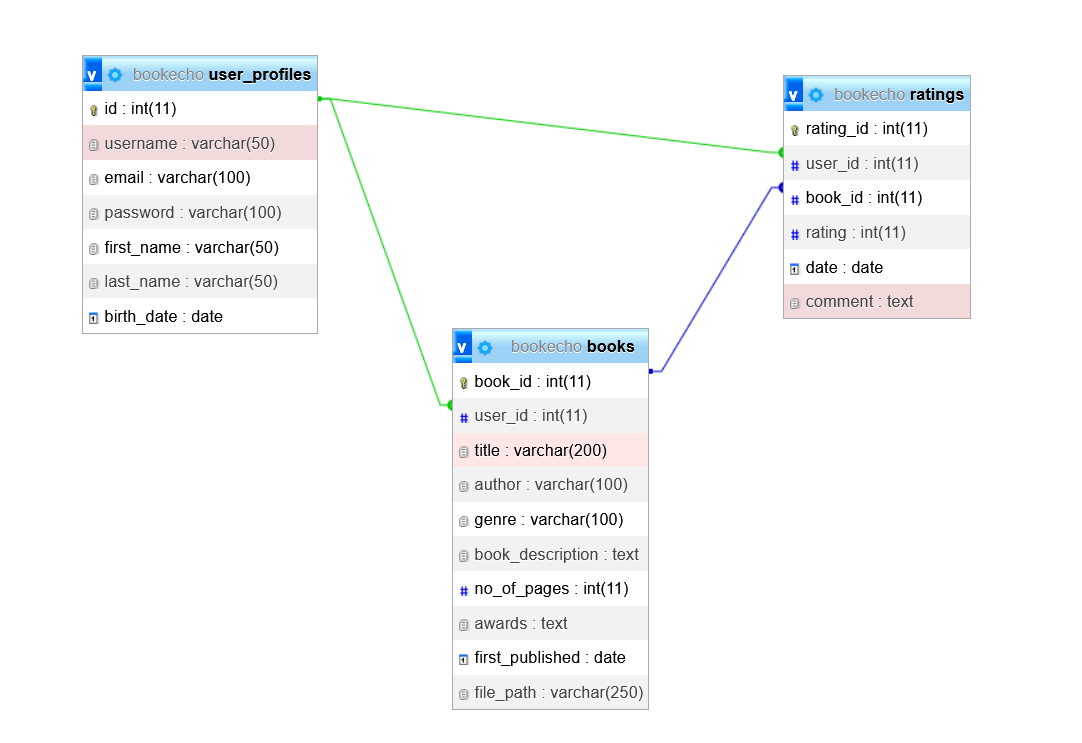 v bookecho user_profiles
id : int(11)
username : varchar(50)
email : varchar(100)
password : varchar(100)
first_name : varchar(50)
last_name : varchar(50)
birth_date : date
v bookecho ratings
rating_id : int(11)
# user_id : int(11)
# book_id : int(11)
# rating : int(11)
date : date
comment : text
v bookecho books
book_id : int(11)
# user_id : int(11)
title : varchar(200)
author : varchar(100)
genre : varchar(100)
book_description : text
# no_of_pages : int(11)
awards : text
first_published : date
file_path : varchar(250)